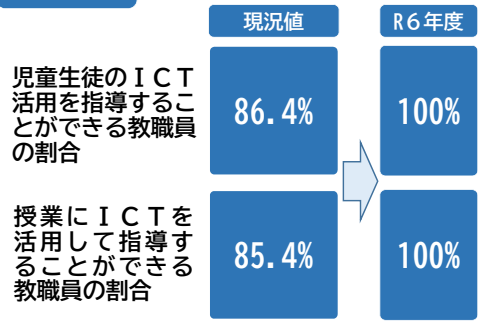 現況値
R６年度
児童生徒のＩＣＴ
活用を指導するこ
とができる教職員
の割合
86.4%
100%
授業にＩＣＴを
活用して指導す
ることができる
教職員の割合
85.4%
100%